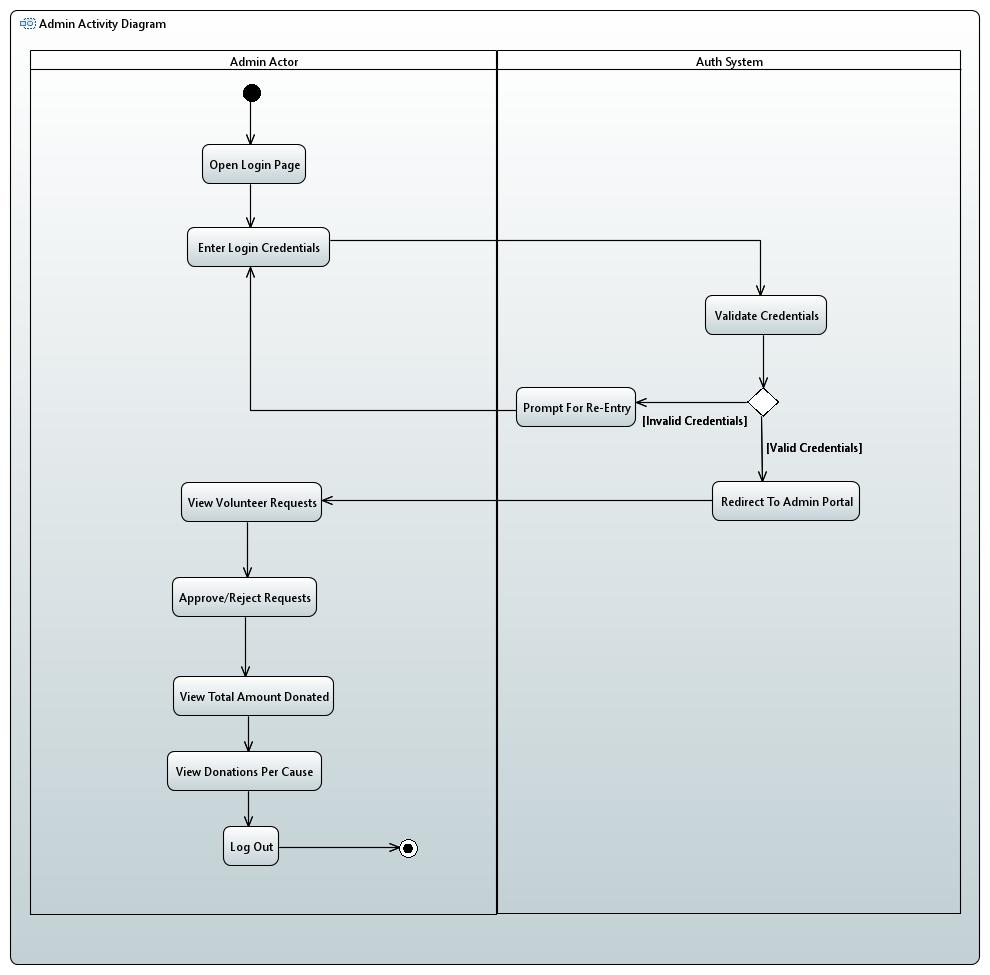 Admin Activity Diagram
Admin Actor
Auth System
Open Login Page
Enter Login Credentials
Validate Credentials
Prompt For Re-Entry
[Invalid Credentials]
[Valid Credentials]
View Volunteer Requests
Redirect To Admin Portal
Approve/Reject Requests
View Total Amount Donated
View Donations Per Cause
Log Out